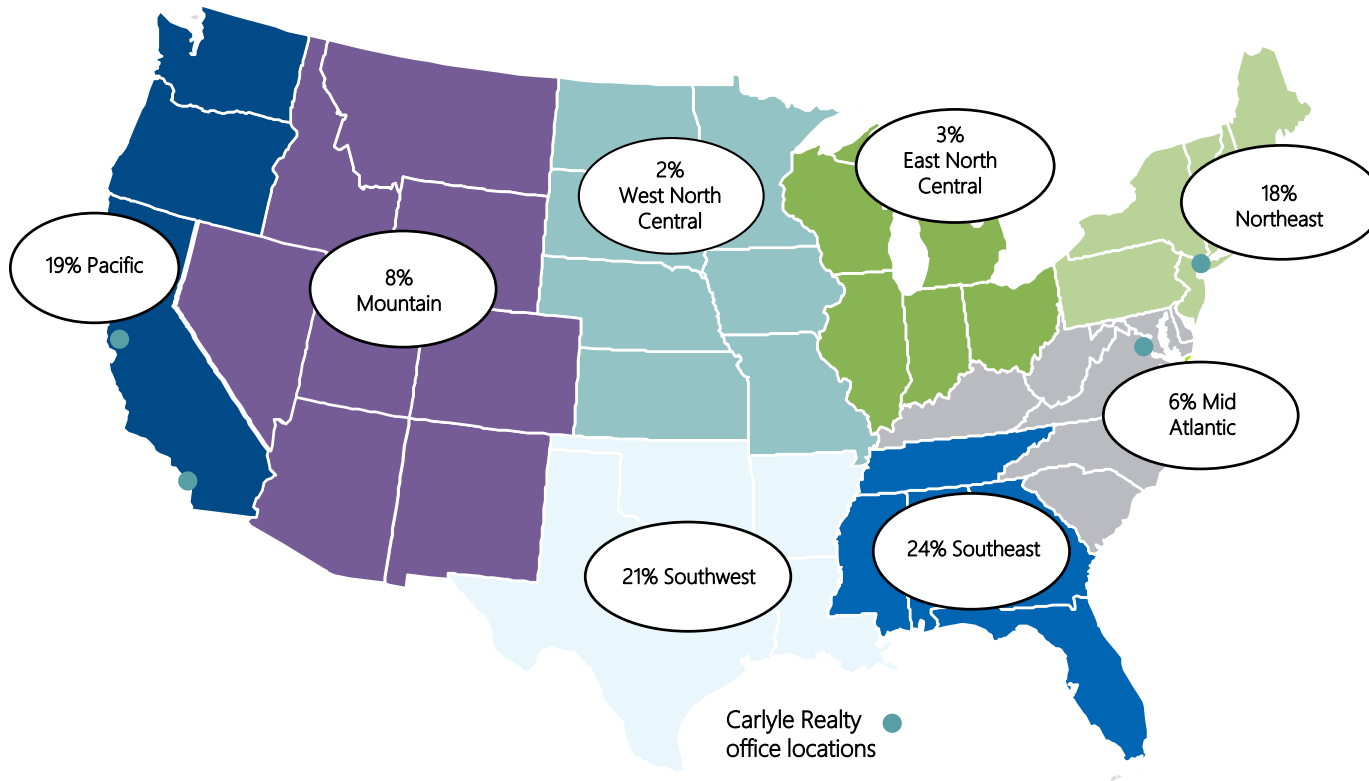 3%
East North
Central
2%
West North
Central
18%
Northeast
19% Pacific
8%
Mountain
6% Mid
Atlantic
24% Southeast
21% Southwest
Carlyle Realty
office locations